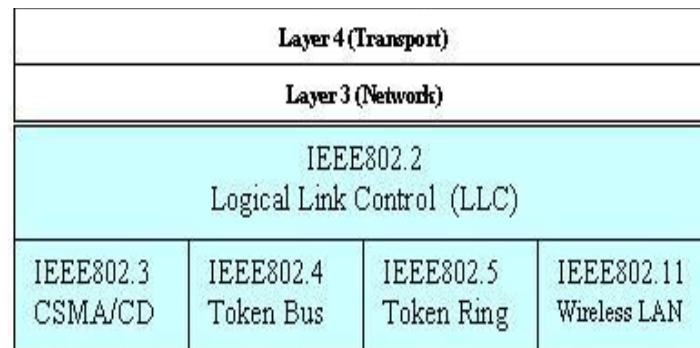 Layer 4 (Transport)
Layer 3 (Network)
IEEE802.2
Logical Link Control (LLC)
IEEE802.3
CSMA/CD
IEEE802.4
Token Bus
IEEE802.5
Token Ring
IEEE802.11
Wireless LAN